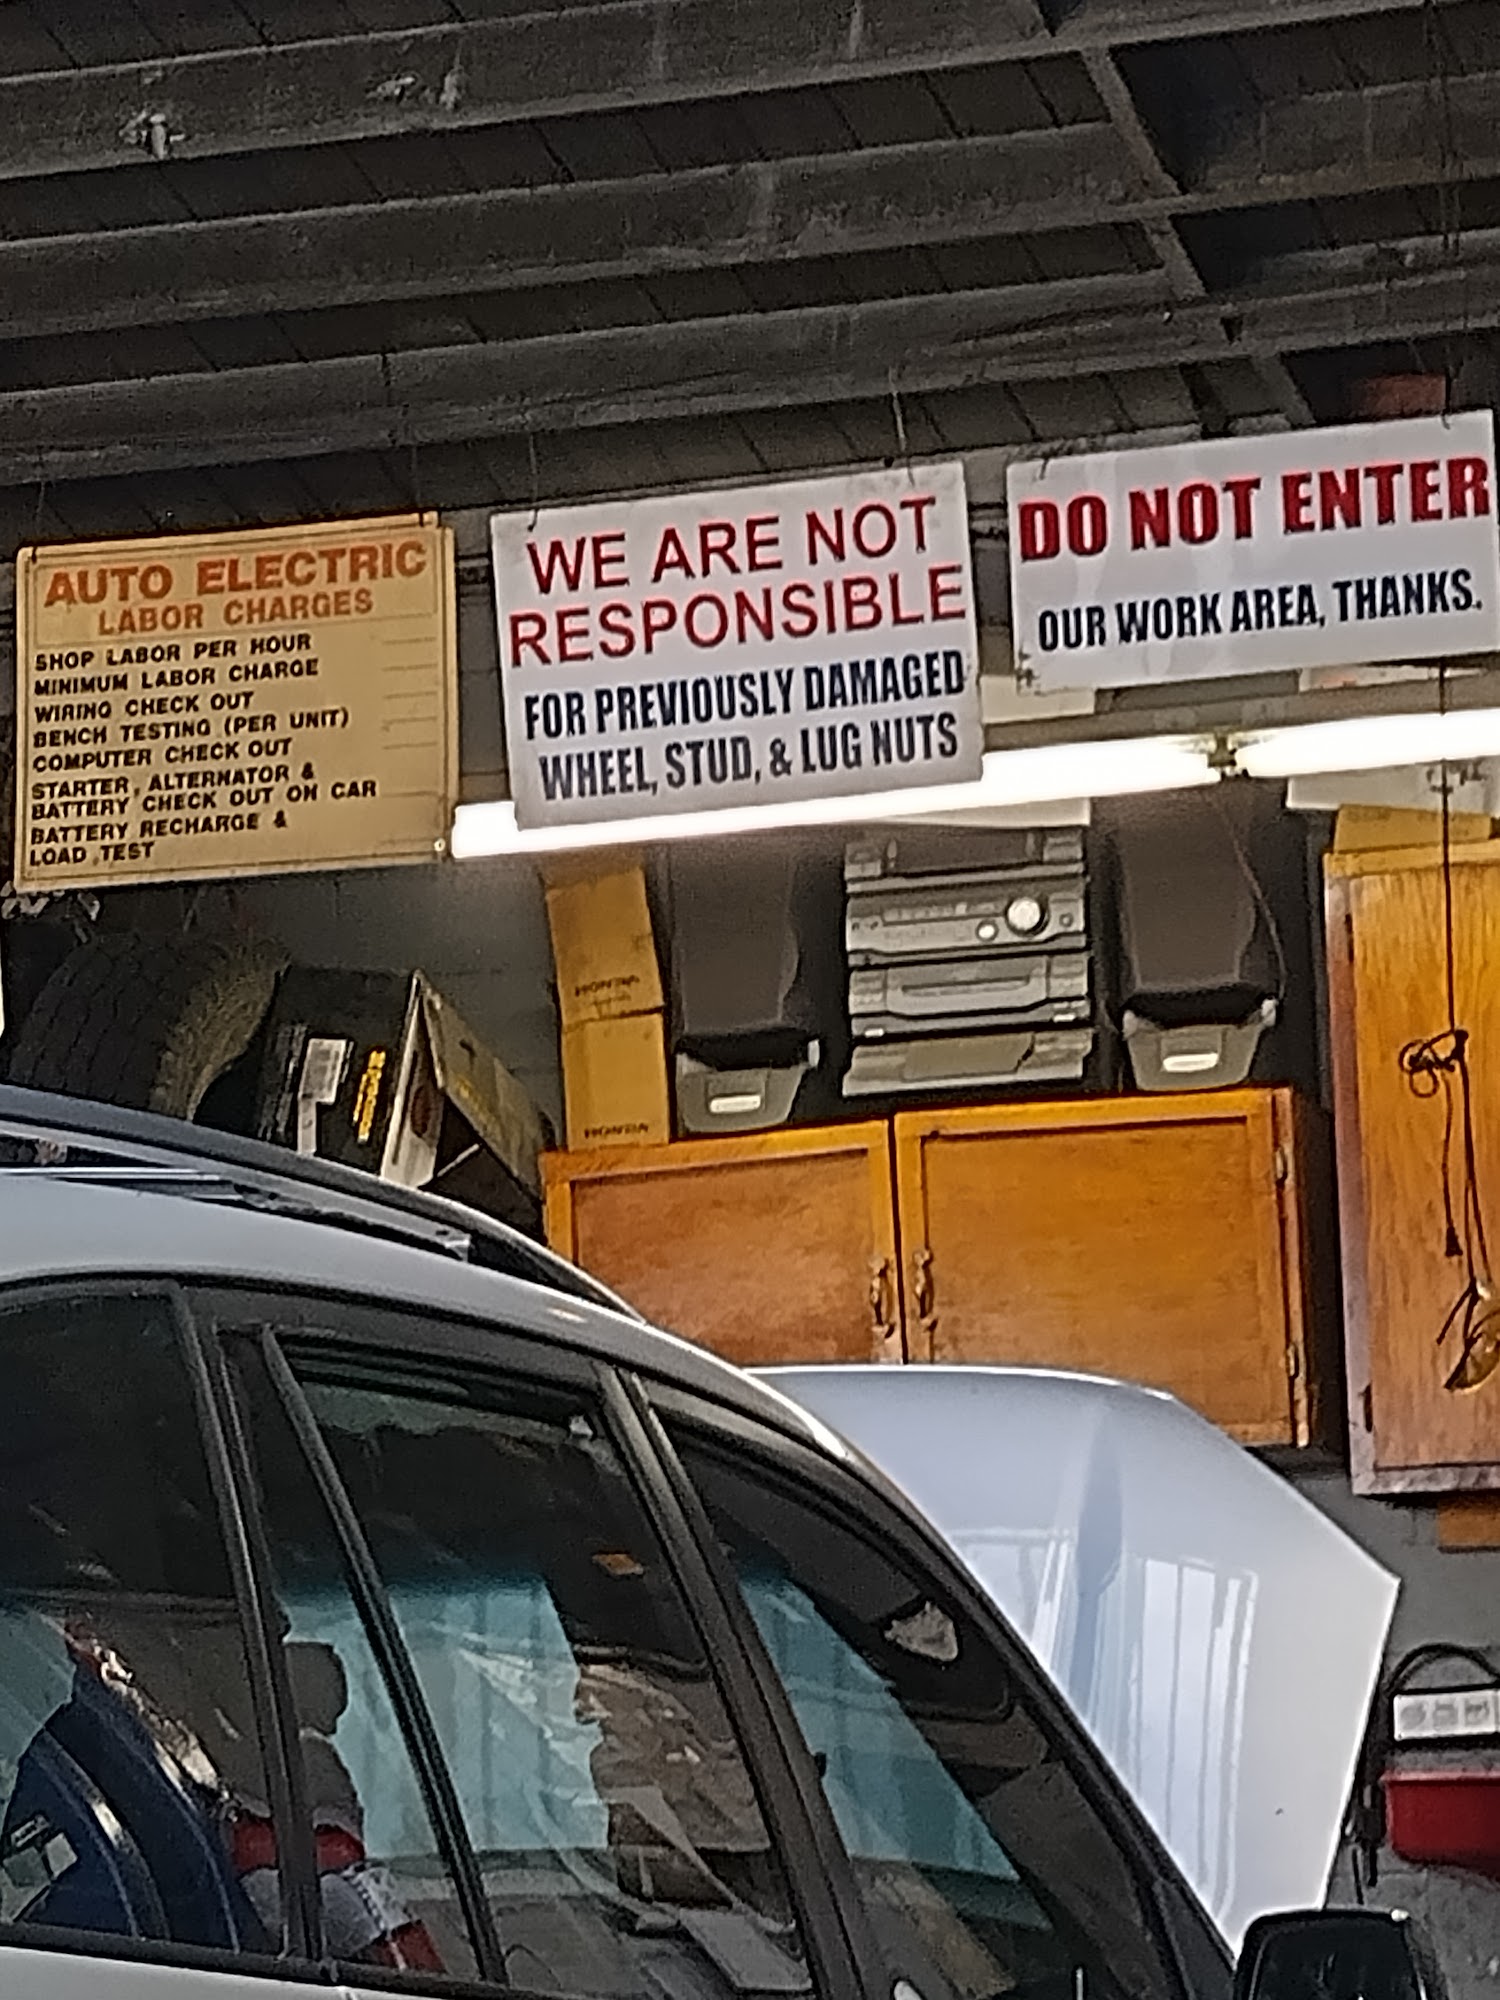 AUTO ELECTRIC
LABOR CHARGES
SHOP LABOR PER HOUR
MINIMUM LABOR CHARGE
WIRING CHECK OUT
BENCH TESTING (PER UNIT)
COMPUTER CHECK OUT
STARTER, ALTERNATOR &
BATTERY CHECK OUT ON CAR
BATTERY RECHARGE &
LOAD TEST
WE ARE NOT
RESPONSIBLE
FOR PREVIOUSLY DAMAGED
WHEEL, STUD, & LUG NUTS
DO NOT ENTER
OUR WORK AREA, THANKS.
HONDA
HONDA